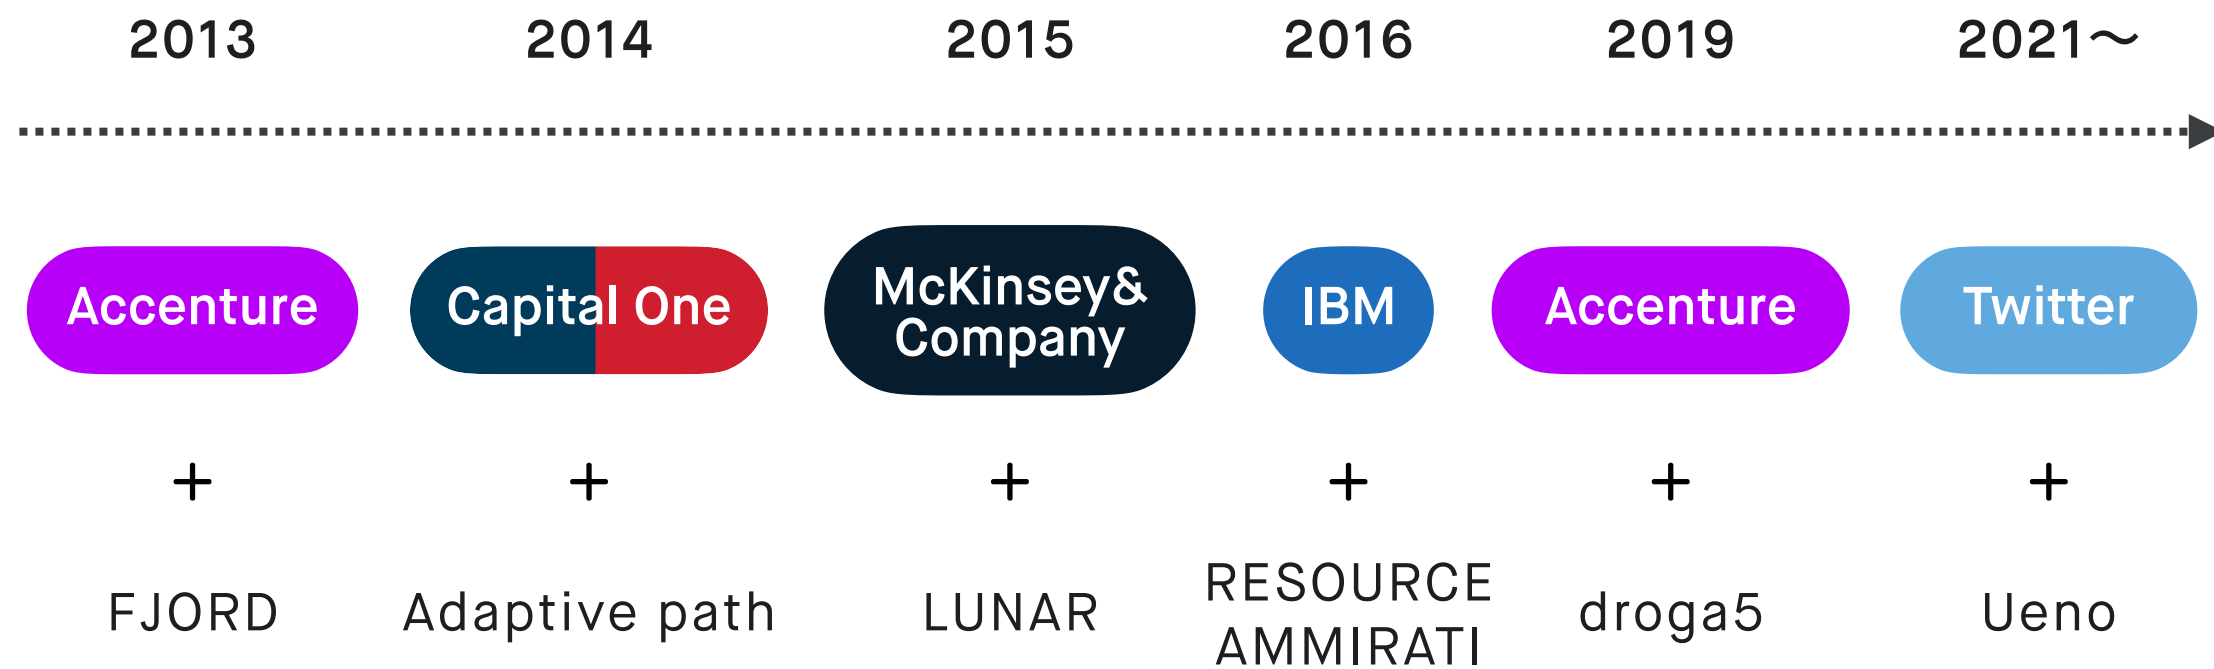 2013 2014 2015 2016 2019 2021～
Accenture Capital One McKinsey& Company IBM Accenture Twitter
+ + + + + +
FJORD Adaptive path LUNAR RESOURCE AMMIRATI droga5 Ueno